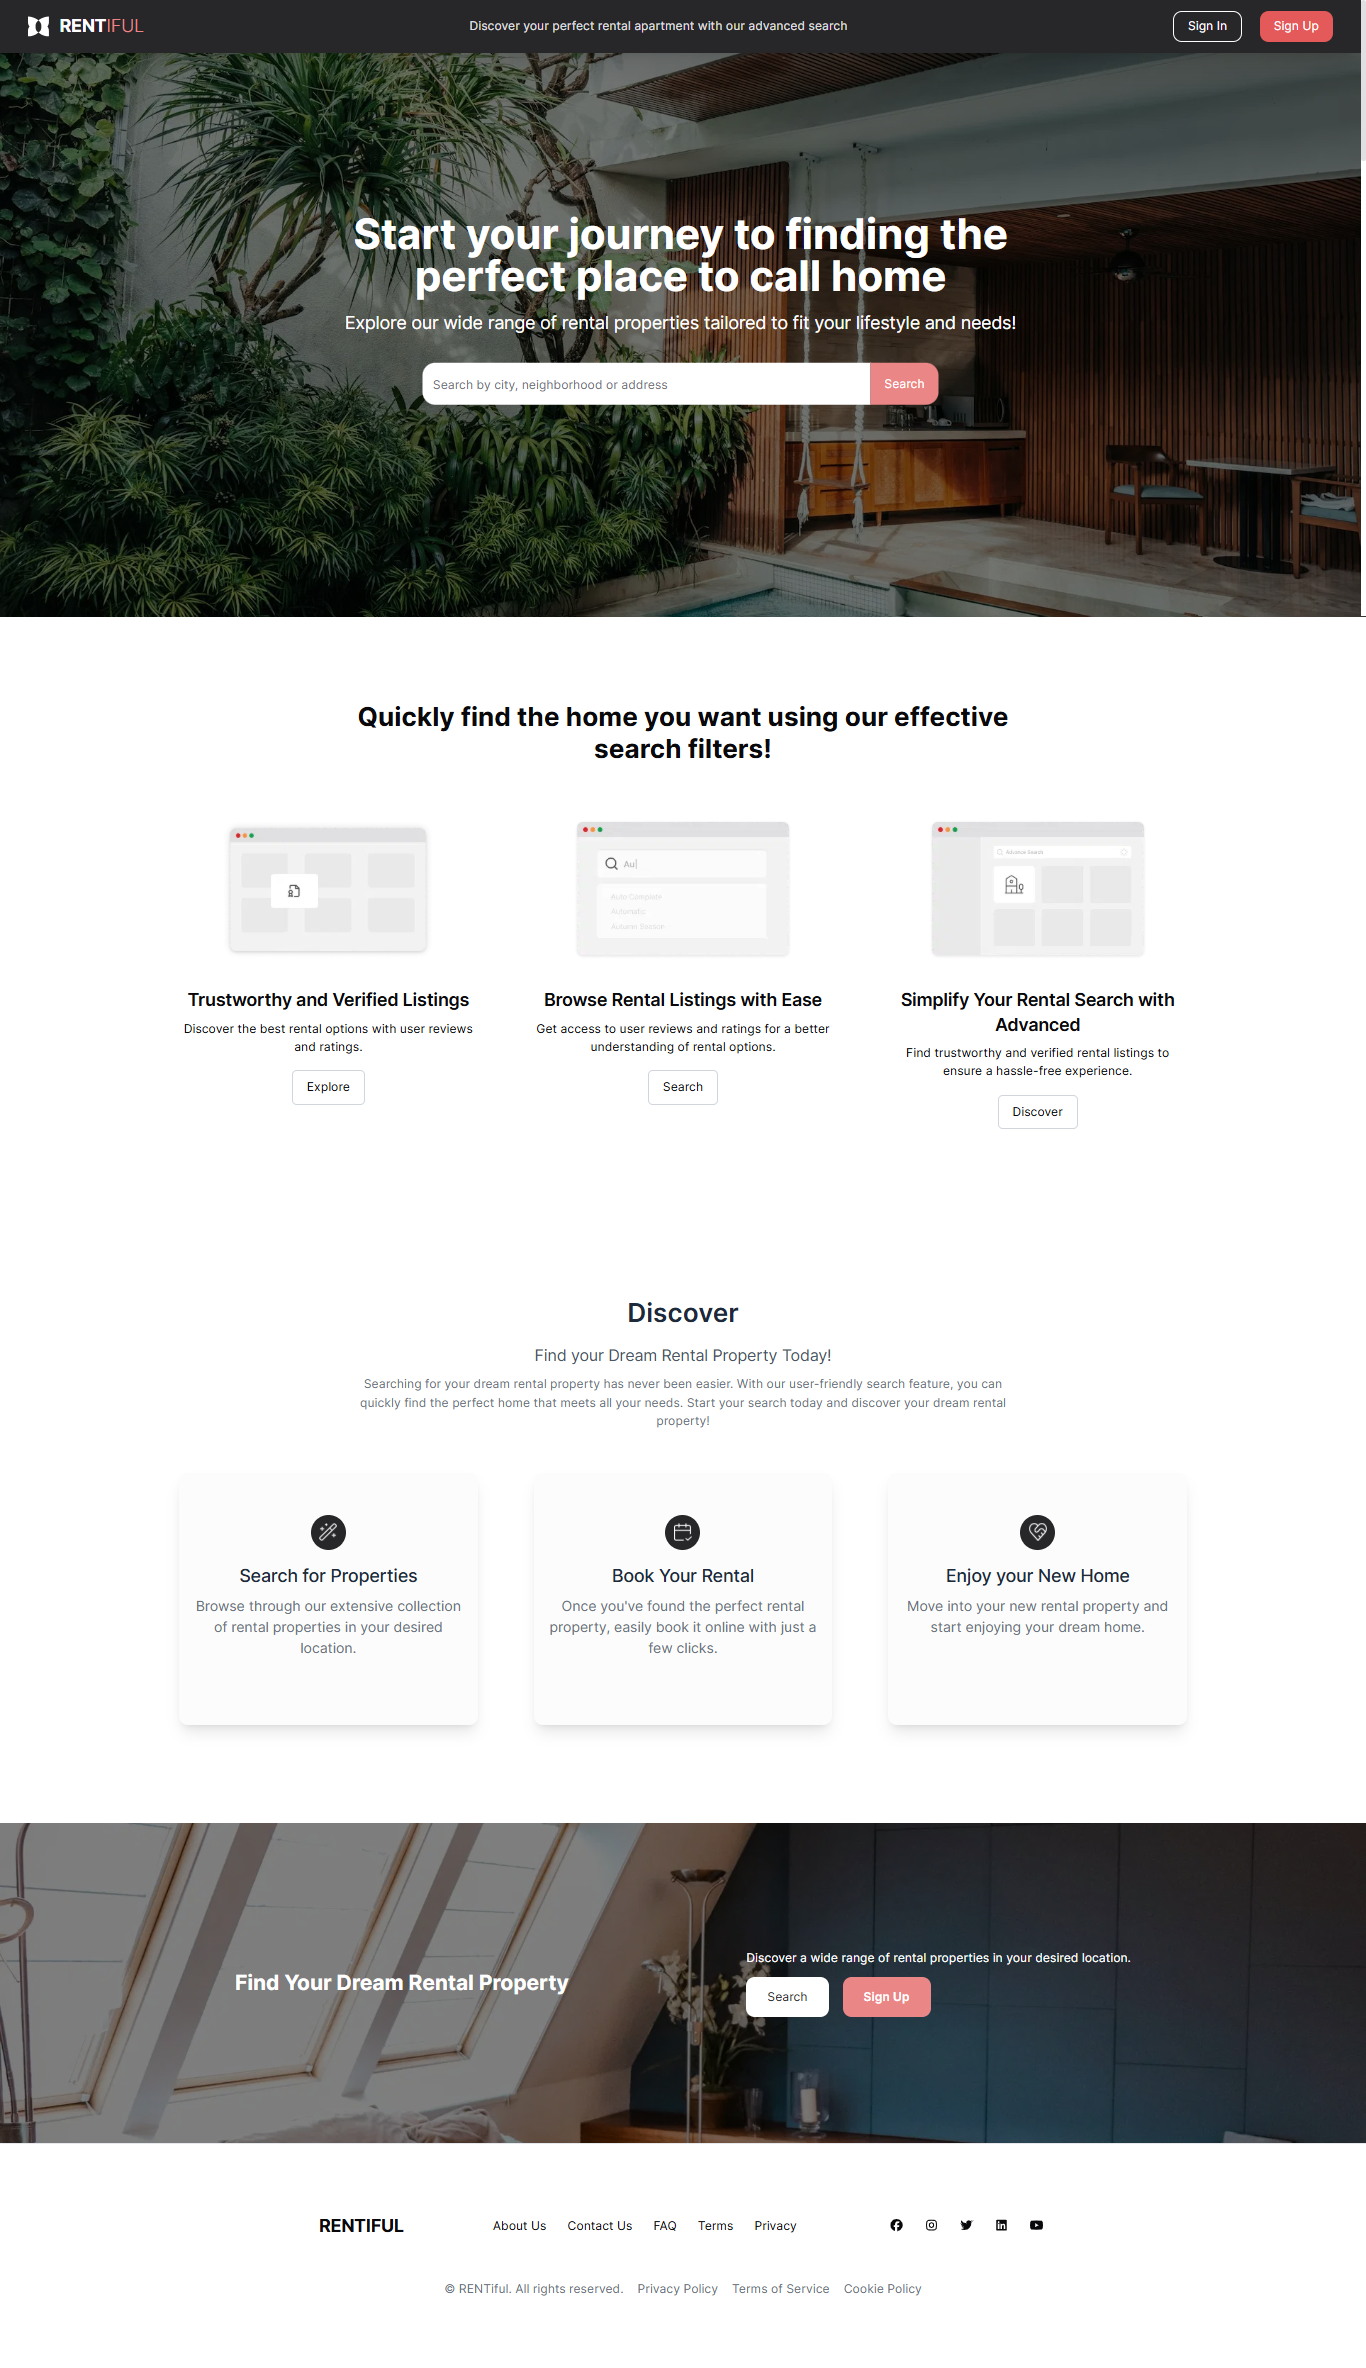 RENTIFUL
Discover your perfect rental apartment with our advanced search
Sign In
Sign Up
Start your journey to finding the
perfect place to call home
Explore our wide range of rental properties tailored to fit your lifestyle and needs!
Search by city, neighborhood or address
Search
Quickly find the home you want using our effective
search filters!
Au|
Auto Complete
Automatic
Trustworthy and Verified Listings
Discover the best rental options with user reviews
and ratings.
Explore
Browse Rental Listings with Ease
Get access to user reviews and ratings for a better
understanding of rental options.
Search
Simplify Your Rental Search with
Advanced
Find trustworthy and verified rental listings to
ensure a hassle-free experience.
Discover
Discover
Find your Dream Rental Property Today!
Searching for your dream rental property has never been easier. With our user-friendly search feature, you can
quickly find the perfect home that meets all your needs. Start your search today and discover your dream rental
property!
Search for Properties
Browse through our extensive collection
of rental properties in your desired
location.
Book Your Rental
Once you've found the perfect rental
property, easily book it online with just a
few clicks.
Enjoy your New Home
Move into your new rental property and
start enjoying your dream home.
Find Your Dream Rental Property
Discover a wide range of rental properties in your desired location.
Search
Sign Up
RENTIFUL
About Us
Contact Us
FAQ
Terms
Privacy
© RENTiful. All rights reserved.
Privacy Policy
Terms of Service
Cookie Policy